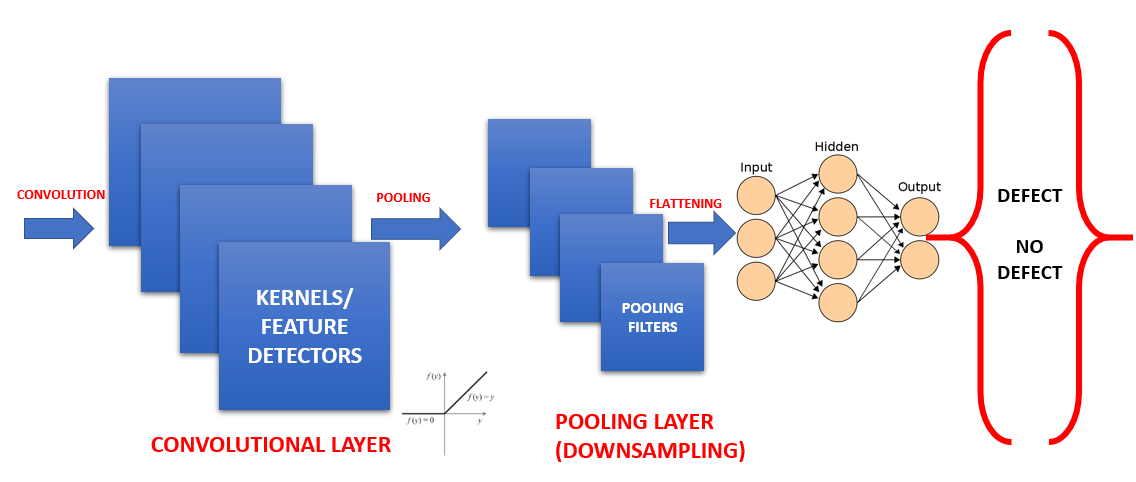 CONVOLUTION
KERNELS/
FEATURE
DETECTORS
CONVOLUTIONAL LAYER
f(y)
f(y) = y
f(y) = 0
y
POOLING
POOLING
FILTERS
POOLING LAYER
(DOWNSAMPLING)
FLATTENING
Input
Hidden
Output
DEFECT
NO
DEFECT